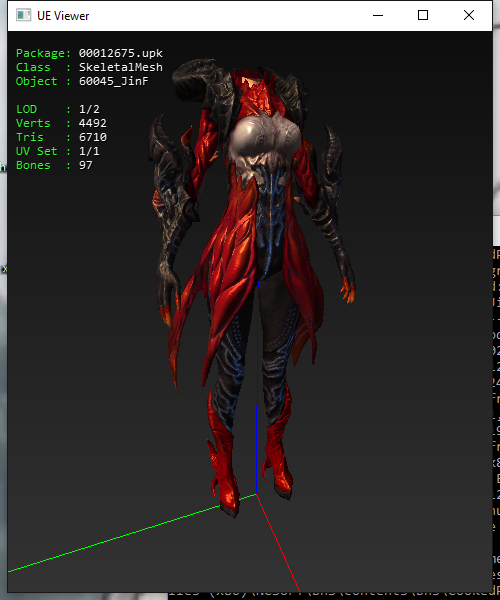 UE Viewer
Package: 00012675.upk
Class : SkeletalMesh
Object : 60045_JinF
LOD : 1/2
Verts : 4492
Tris : 6710
UV Set : 1/1
Bones : 97